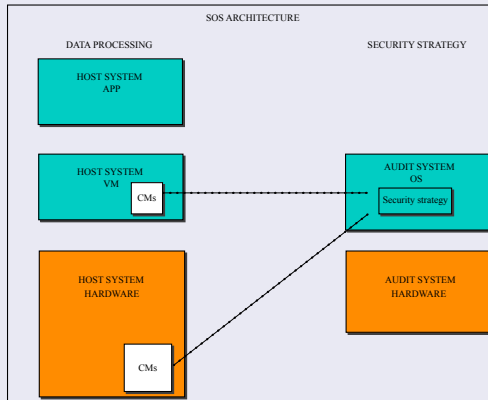 SOS ARCHITECTURE
DATA PROCESSING
SECURITY STRATEGY
HOST SYSTEM
APP
HOST SYSTEM
VM
CMs
AUDIT SYSTEM
OS
Security strategy
HOST SYSTEM
HARDWARE
CMs
AUDIT SYSTEM
HARDWARE